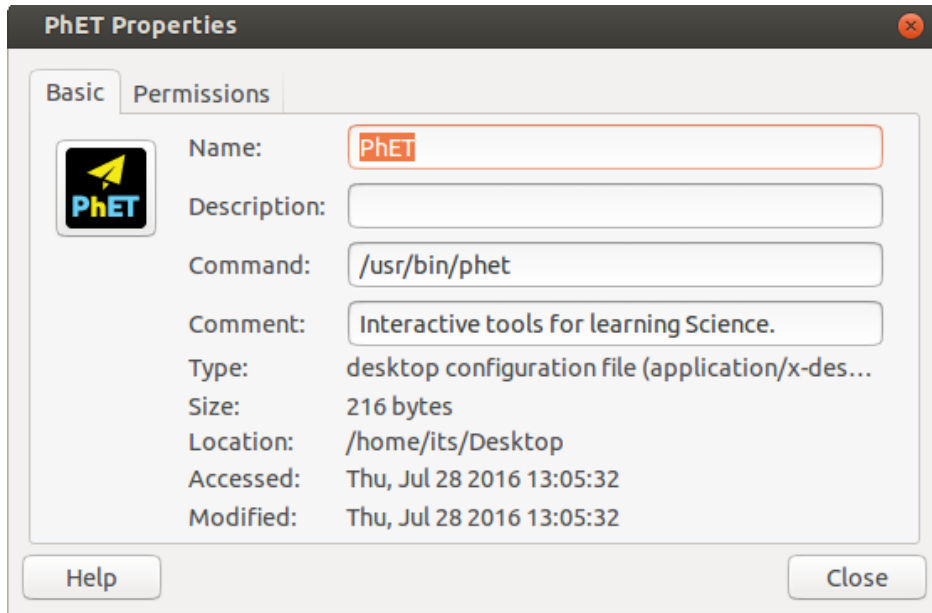 PhET Properties
Basic Permissions
PhET
Name: PhET
Description:
Command: /usr/bin/phet
Comment: Interactive tools for learning Science.
Type: desktop configuration file (application/x-des...
Size: 216 bytes
Location: /home/its/Desktop
Accessed: Thu, Jul 28 2016 13:05:32
Modified: Thu, Jul 28 2016 13:05:32
Help Close